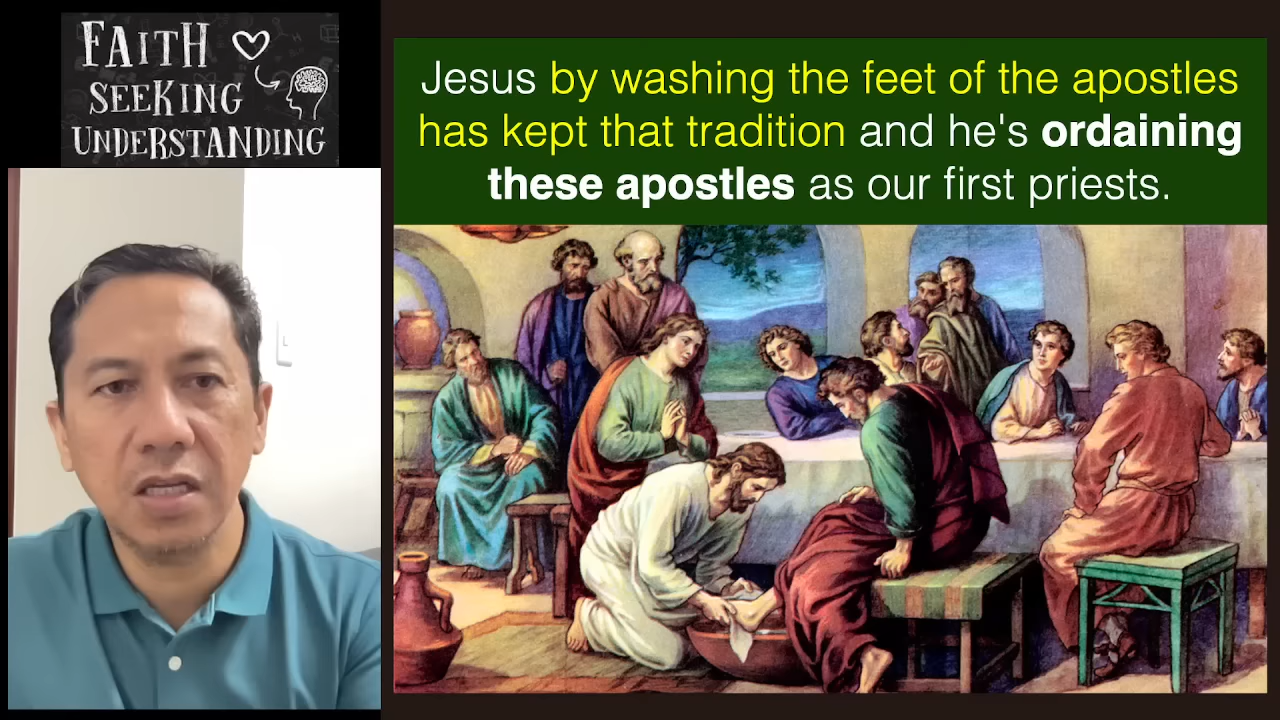 FAITH
SEEKING
UNDERSTANDING
Jesus by washing the feet of the apostles
has kept that tradition and he's ordaining
these apostles as our first priests.